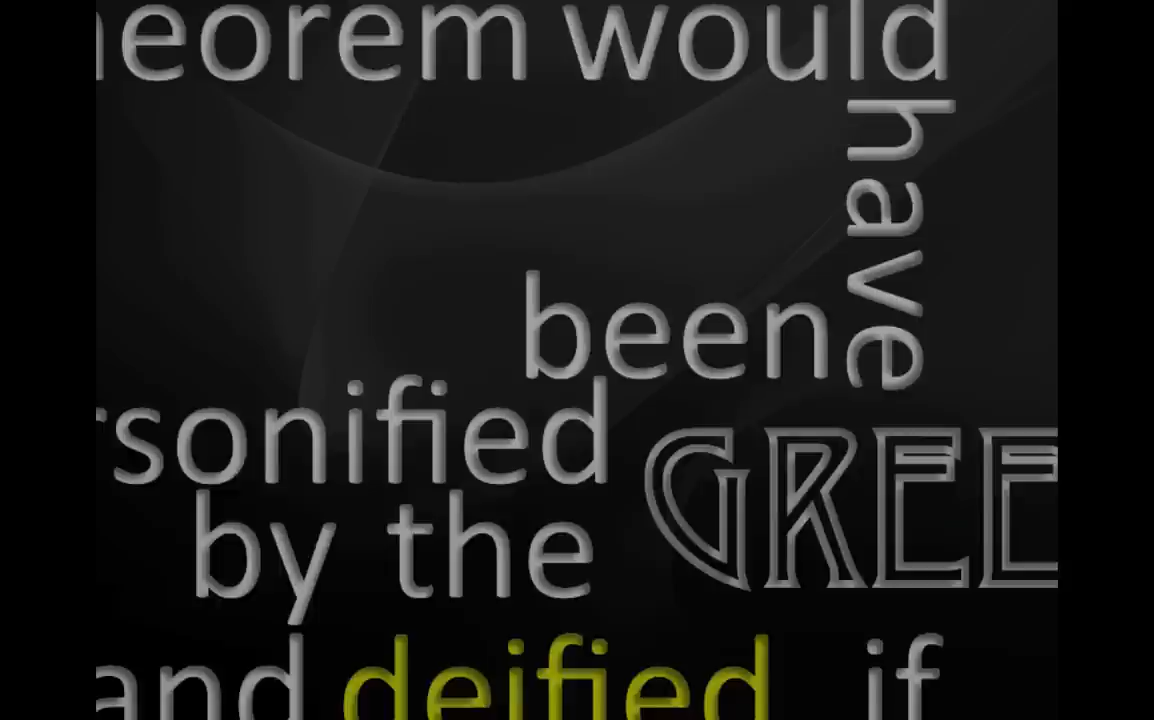 heorem would
have
been
rsonified
by the GREE
and deified if